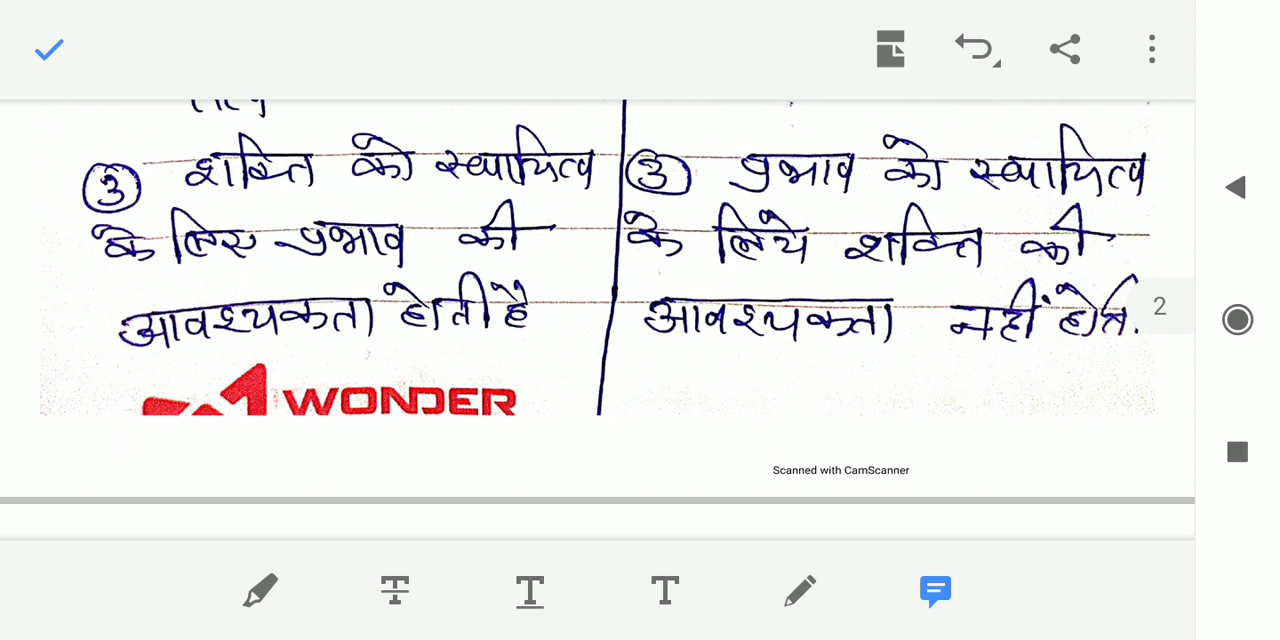 ③ शक्ति को स्थायित्व
के लिए प्रभाव की
आवश्यकता होती है
③ प्रभाव को स्थायित्व
के लिये शक्ति की
आवश्यकता नहीं होती.
2
WONDER
Scanned with CamScanner